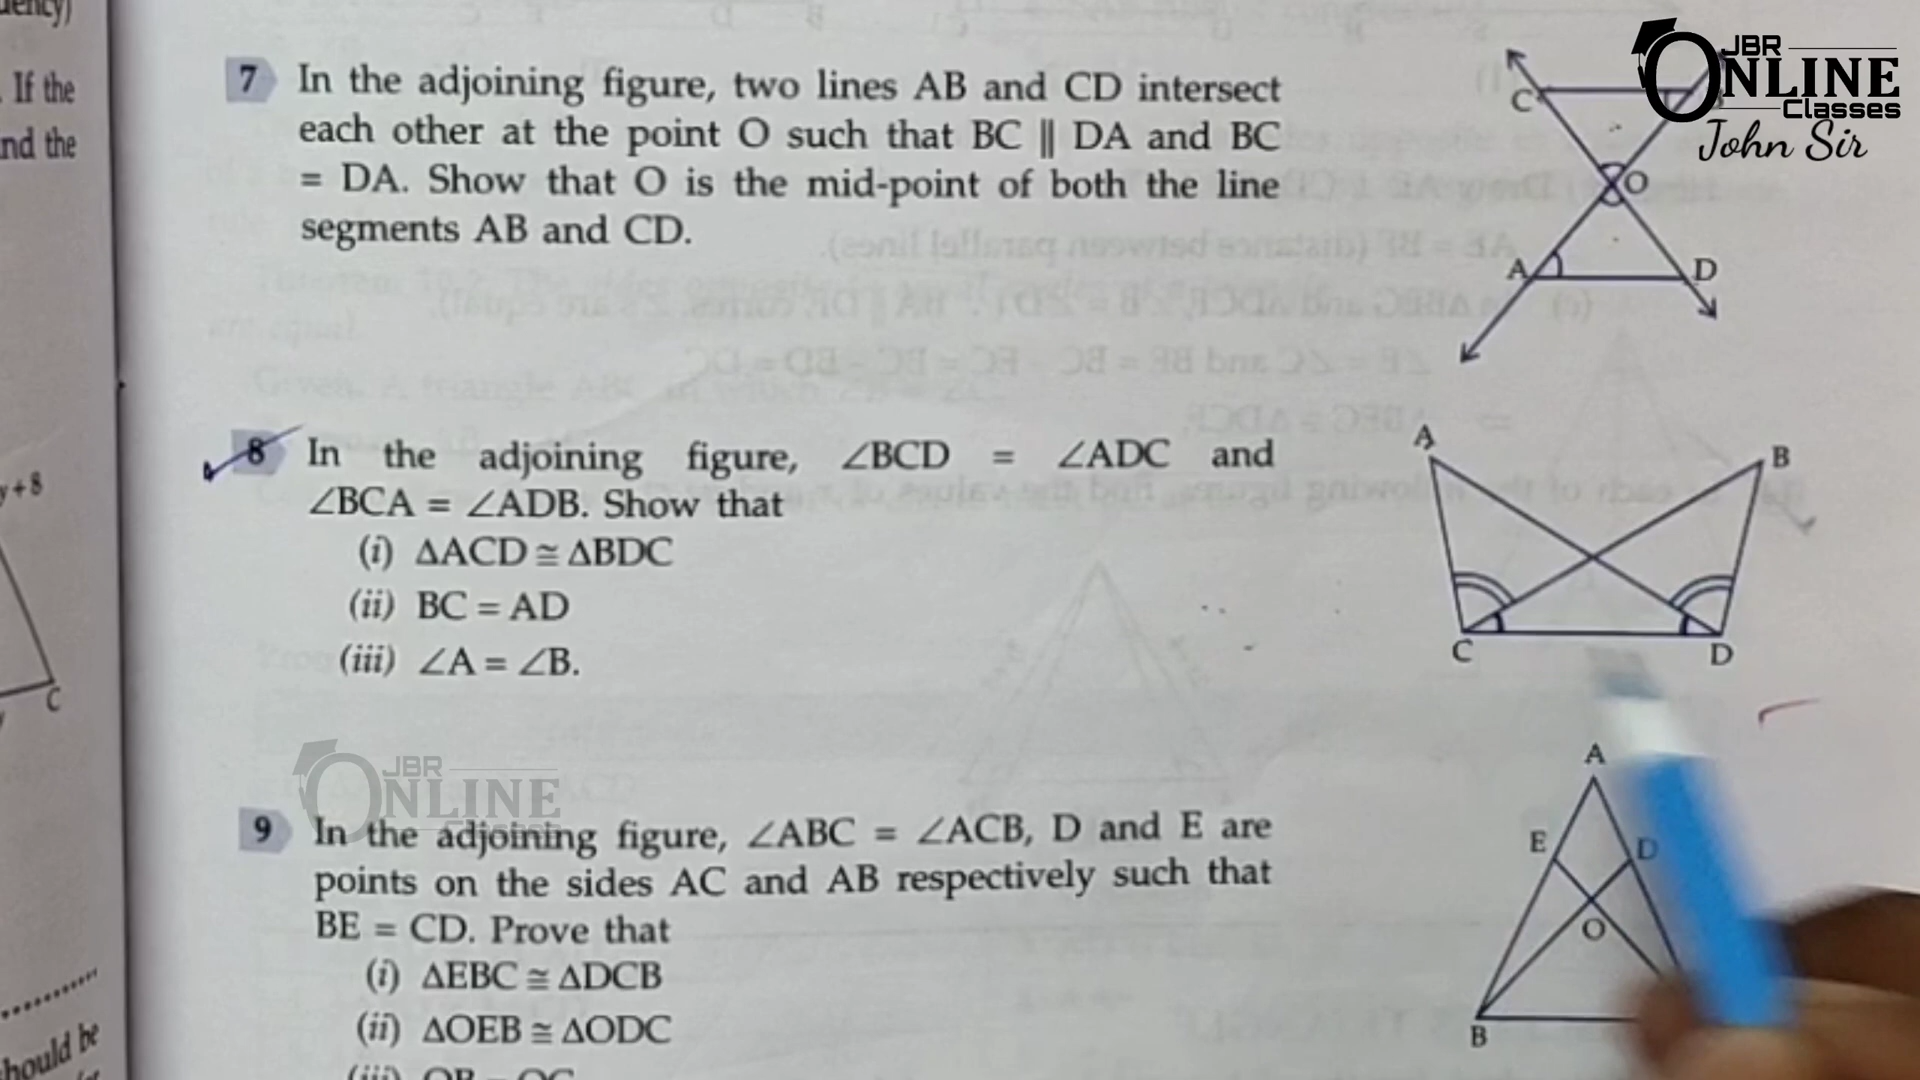 uency)
If the
nd the
y+8
C
hould be
7 In the adjoining figure, two lines AB and CD intersect
each other at the point O such that BC || DA and BC
= DA. Show that O is the mid-point of both the line
segments AB and CD.
C
O
A
D
JBR
ONLINE
Classes
John Sir
8 In the adjoining figure, ∠BCD = ∠ADC and
∠BCA = ∠ADB. Show that
(i) ΔACD ≅ ΔBDC
(ii) BC = AD
(iii) ∠A = ∠B.
A
B
C
D
JBR
ONLINE
Classes
9 In the adjoining figure, ∠ABC = ∠ACB, D and E are
points on the sides AC and AB respectively such that
BE = CD. Prove that
(i) ΔEBC ≅ ΔDCB
(ii) ΔOEB ≅ ΔODC
(iii) OB = OC
A
E
D
O
B